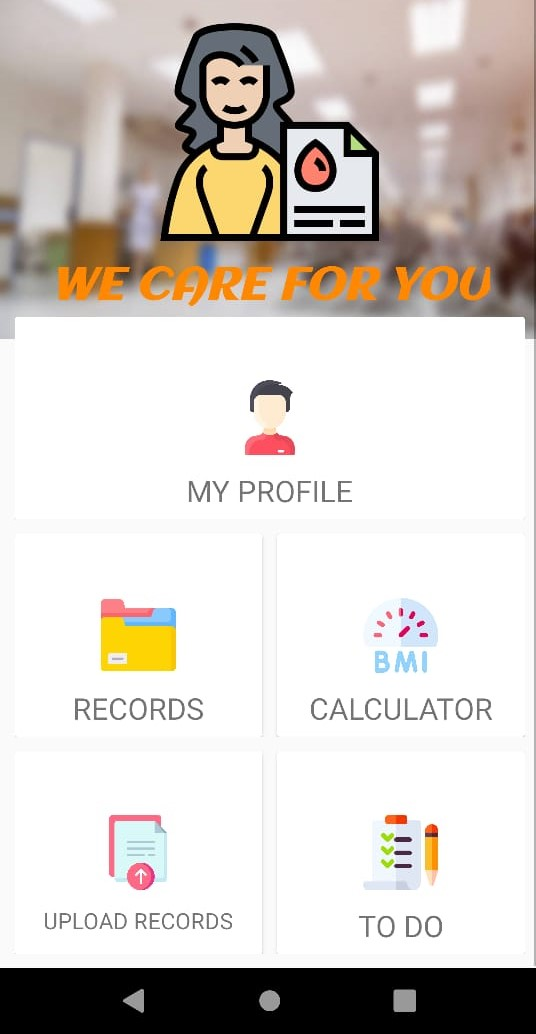 WE CARE FOR YOU
MY PROFILE
RECORDS
BMI
CALCULATOR
UPLOAD RECORDS
TO DO